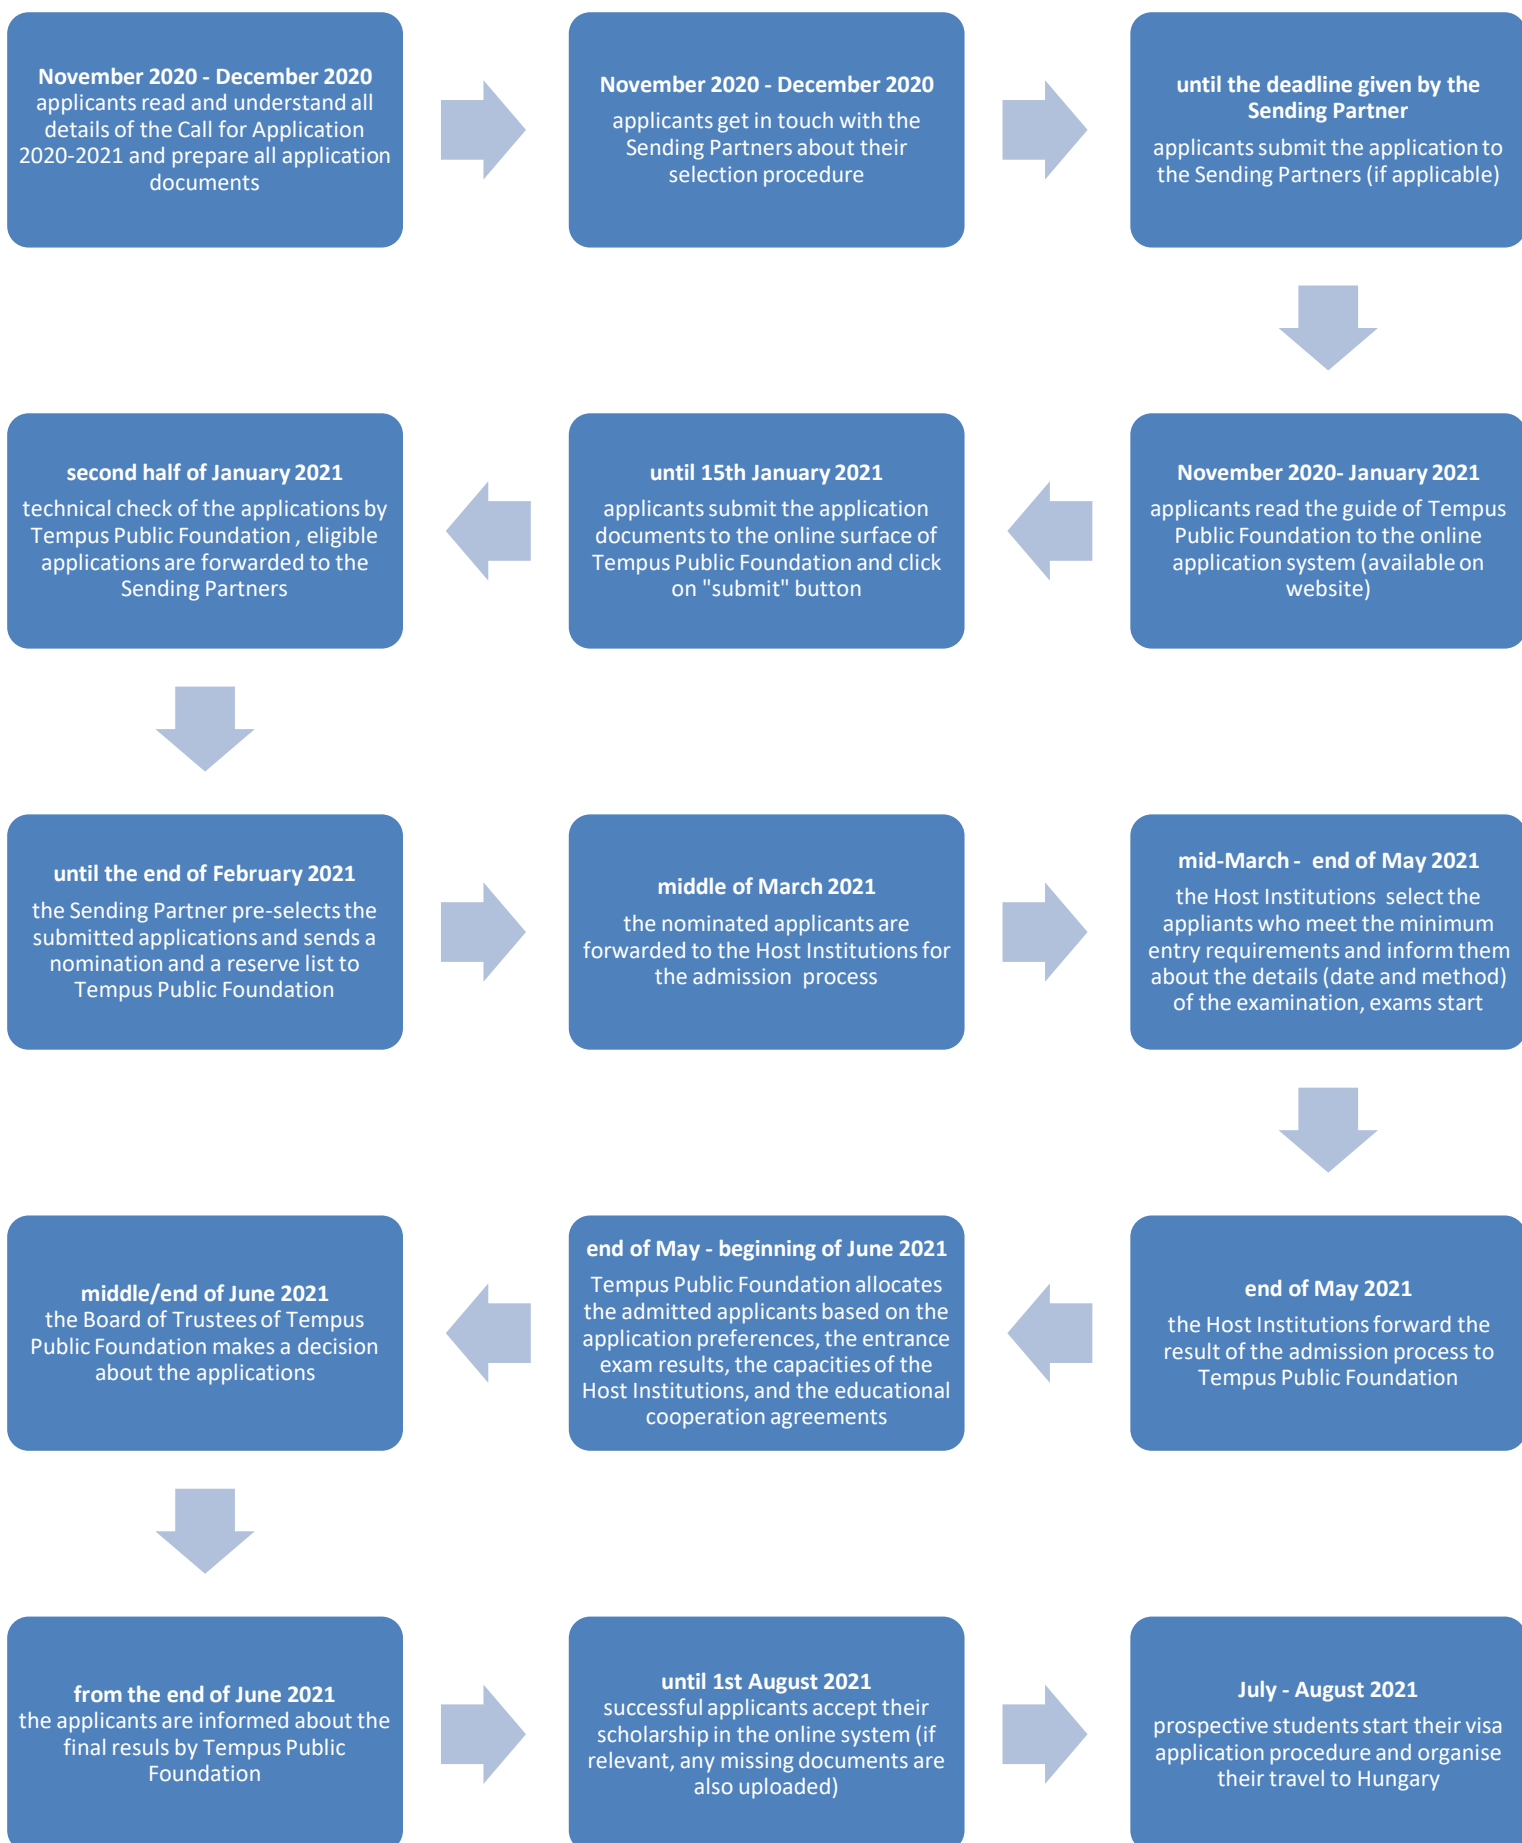 November 2020 - December 2020
applicants read and understand all
details of the Call for Application
2020-2021 and prepare all application
documents
November 2020 - December 2020
applicants get in touch with the
Sending Partners about their
selection procedure
until the deadline given by the
Sending Partner
applicants submit the application to
the Sending Partners (if applicable)
November 2020- January 2021
applicants read the guide of Tempus
Public Foundation to the online
application system (available on
website)
until 15th January 2021
applicants submit the application
documents to the online surface of
Tempus Public Foundation and click
on "submit" button
second half of January 2021
technical check of the applications by
Tempus Public Foundation , eligible
applications are forwarded to the
Sending Partners
until the end of February 2021
the Sending Partner pre-selects the
submitted applications and sends a
nomination and a reserve list to
Tempus Public Foundation
middle of March 2021
the nominated applicants are
forwarded to the Host Institutions for
the admission process
mid-March - end of May 2021
the Host Institutions select the
appliants who meet the minimum
entry requirements and inform them
about the details (date and method)
of the examination, exams start
end of May 2021
the Host Institutions forward the
result of the admission process to
Tempus Public Foundation
end of May - beginning of June 2021
Tempus Public Foundation allocates
the admitted applicants based on the
application preferences, the entrance
exam results, the capacities of the
Host Institutions, and the educational
cooperation agreements
middle/end of June 2021
the Board of Trustees of Tempus
Public Foundation makes a decision
about the applications
from the end of June 2021
the applicants are informed about the
final resuls by Tempus Public
Foundation
until 1st August 2021
successful applicants accept their
scholarship in the online system (if
relevant, any missing documents are
also uploaded)
July - August 2021
prospective students start their visa
application procedure and organise
their travel to Hungary